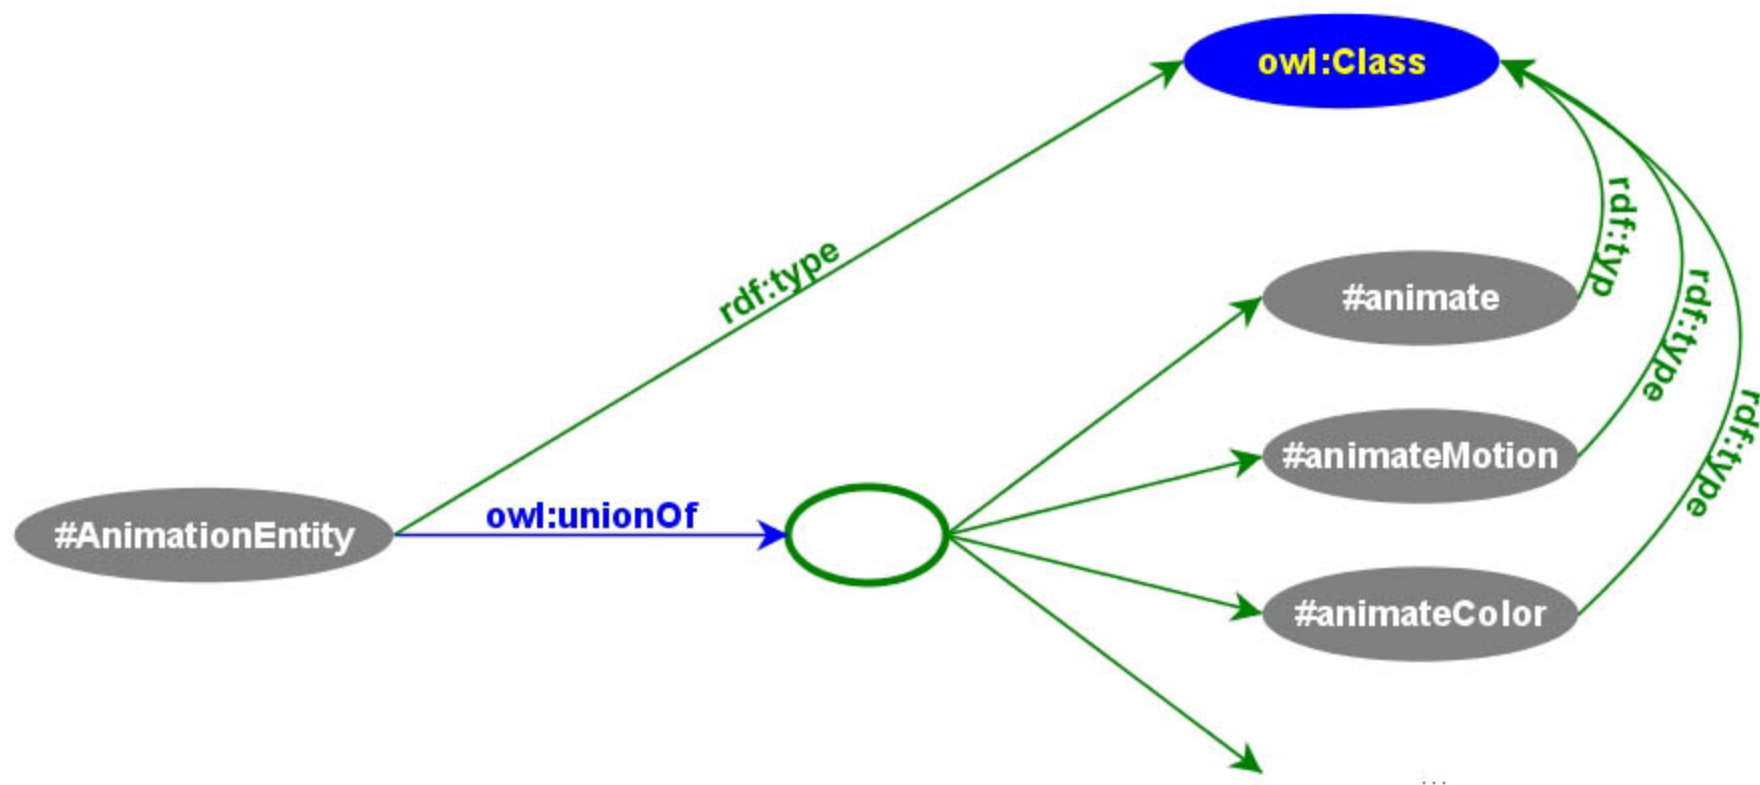 owl:Class
rdf:type
rdf:typ
#animate
rdf:type
#animateMotion
rdf:type
#AnimationEntity
owl:unionOf
#animateColor
...